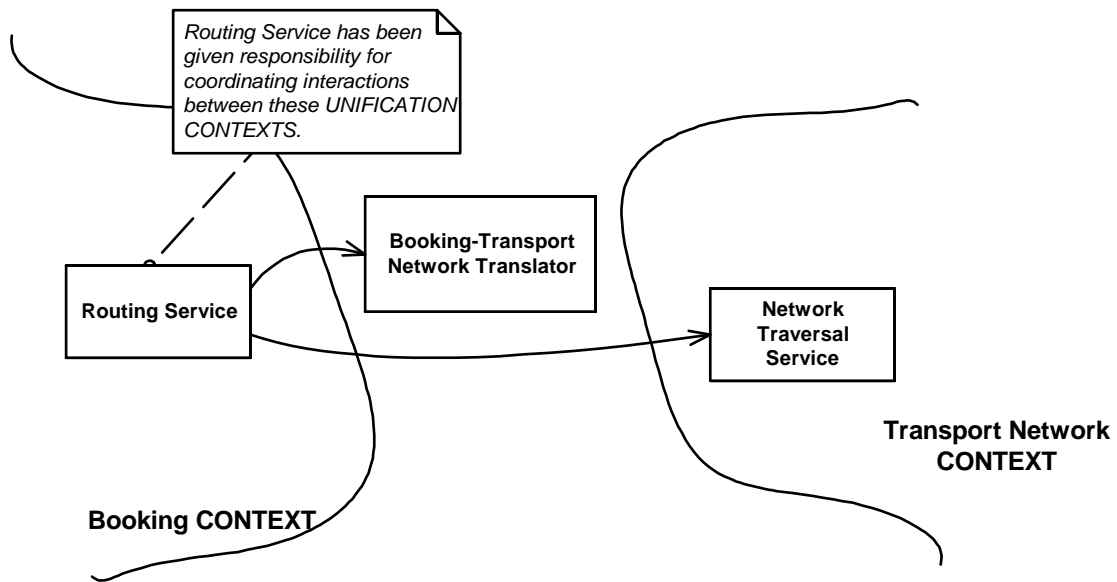 Routing Service has been
given responsibility for
coordinating interactions
between these UNIFICATION
CONTEXTS.
Booking-Transport
Network Translator
Routing Service
Network
Traversal
Service
Transport Network
CONTEXT
Booking CONTEXT